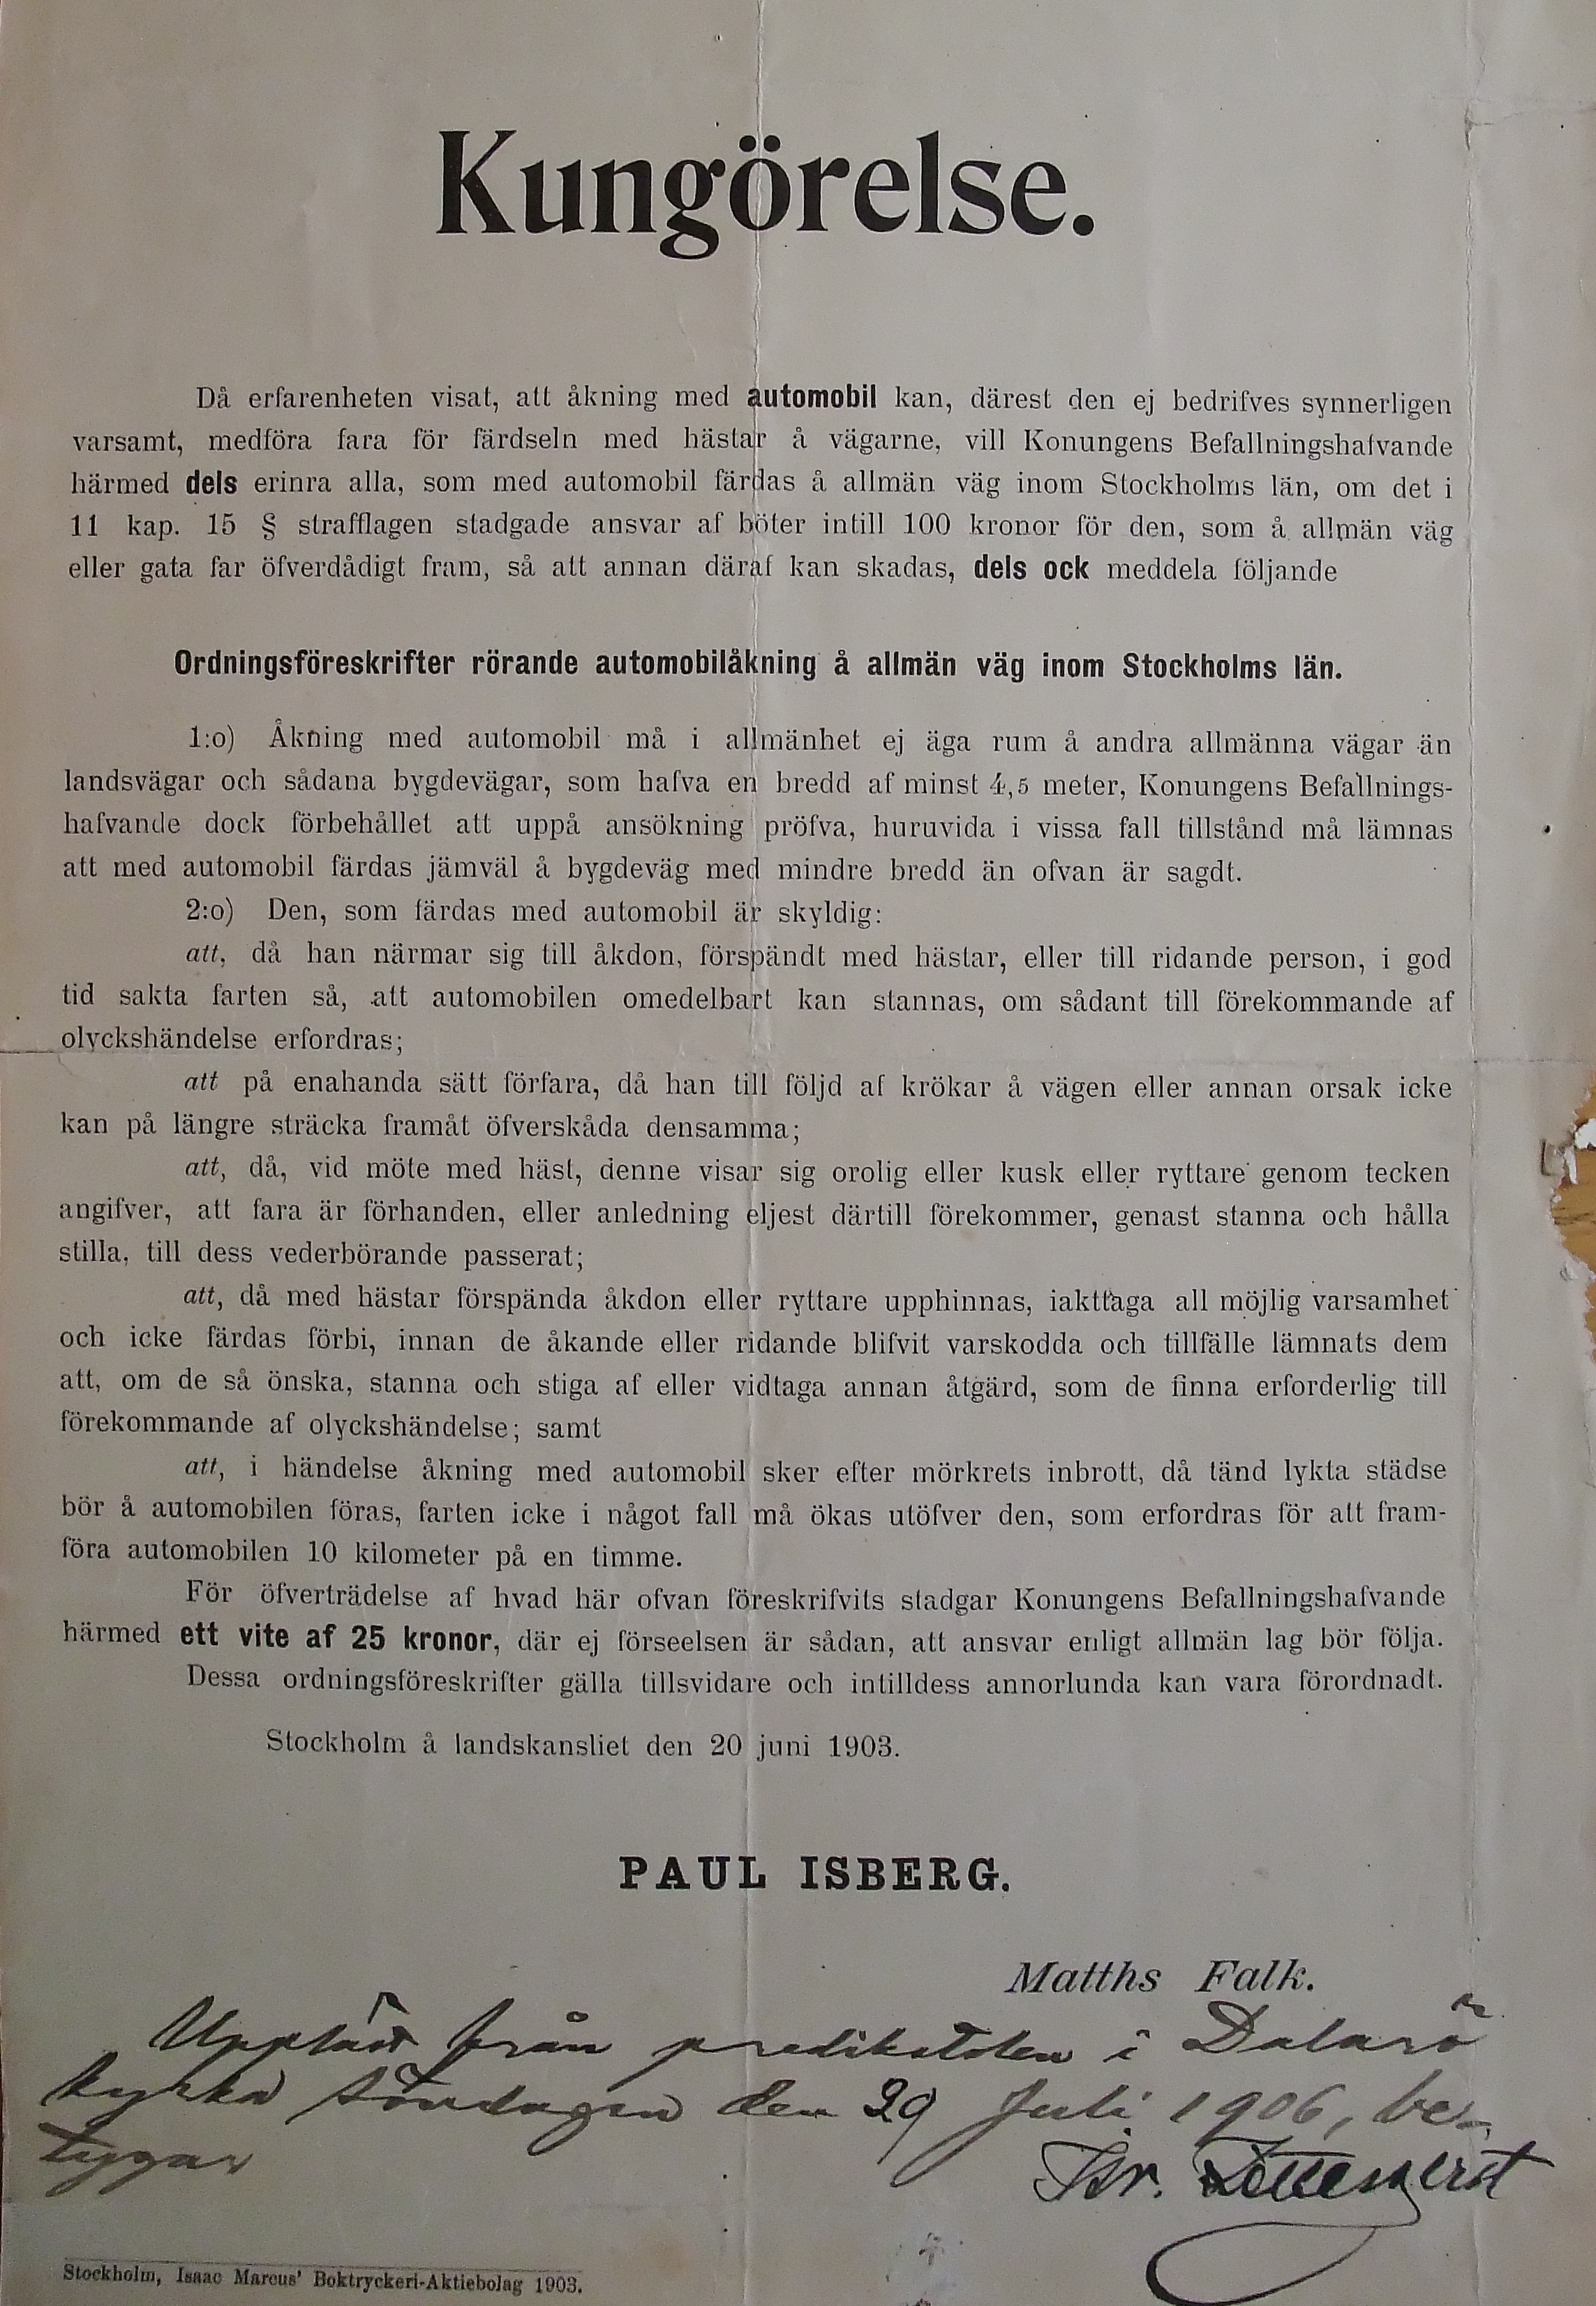 Kungörelse.
Då erfarenheten visat, att åkning med automobil kan, därest den ej bedrifves synnerligen
varsamt, medföra fara för färdseln med hästar å vägarne, vill Konungens Befallningshafvande
härmed dels erinra alla, som med automobil färdas å allmän väg inom Stockholms län, om det i
11 kap. 15 § strafflagen stadgade ansvar af böter intill 100 kronor för den, som å allmän väg
eller gata far öfverdådigt fram, så att annan däraf kan skadas, dels ock meddela följande
Ordningsföreskrifter rörande automobilåkning å allmän väg inom Stockholms län.
1:o) Åkning med automobil må i allmänhet ej äga rum å andra allmänna vägar än
landsvägar och sådana bygdevägar, som hafva en bredd af minst 4,5 meter, Konungens Befallnings-
hafvande dock förbehållet att uppå ansökning pröfva, huruvida i vissa fall tillstånd må lämnas
att med automobil färdas jämväl å bygdeväg med mindre bredd än ofvan är sagdt.
2:o) Den, som färdas med automobil är skyldig:
att, då han närmar sig till åkdon, förspändt med hästar, eller till ridande person, i god
tid sakta farten så, att automobilen omedelbart kan stannas, om sådant till förekommande af
olyckshändelse erfordras;
att på enahanda sätt förfara, då han till följd af krökar å vägen eller annan orsak icke
kan på längre sträcka framåt öfverskåda densamma;
att, då, vid möte med häst, denne visar sig orolig eller kusk eller ryttare genom tecken
angifver, att fara är förhanden, eller anledning eljest därtill förekommer, genast stanna och hålla
stilla, till dess vederbörande passerat;
att, då med hästar förspända åkdon eller ryttare upphinnas, iakttaga all möjlig varsamhet
och icke färdas förbi, innan de åkande eller ridande blifvit varskodda och tillfälle lämnats dem
att, om de så önska, stanna och stiga af eller vidtaga annan åtgärd, som de finna erforderlig till
förekommande af olyckshändelse; samt
att, i händelse åkning med automobil sker efter mörkrets inbrott, då tänd lykta städse
bör å automobilen föras, farten icke i något fall må ökas utöfver den, som erfordras för att fram-
föra automobilen 10 kilometer på en timme.
För öfverträdelse af hvad här ofvan föreskrifvits stadgar Konungens Befallningshafvande
härmed ett vite af 25 kronor, där ej förseelsen är sådan, att ansvar enligt allmän lag bör följa.
Dessa ordningsföreskrifter gälla tillsvidare och intilldess annorlunda kan vara förordnadt.
Stockholm å landskansliet den 20 juni 1903.
PAUL ISBERG.
Matths Falk.
Uppläst från predikstolen i Dalarö
kyrka söndagen den 29 Juli 1906, be-
tygar
Stockholm, Isaac Marcus' Boktryckeri-Aktiebolag 1903.